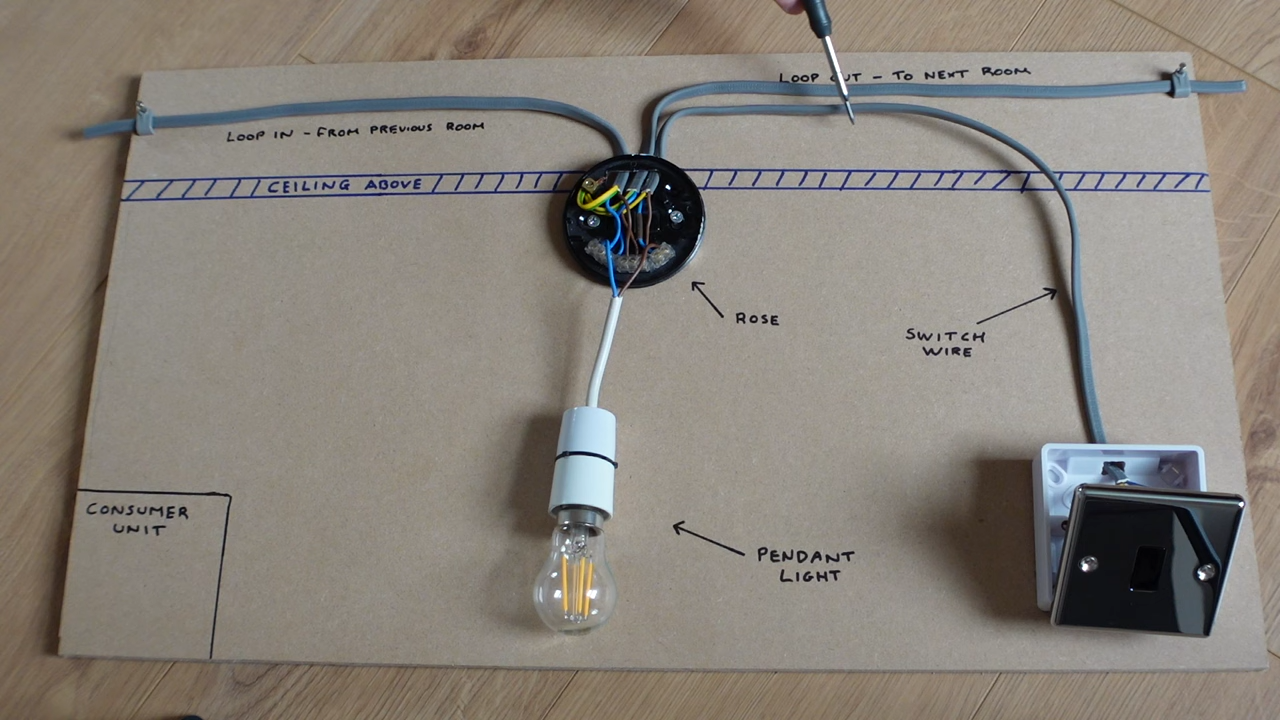 LOOP OUT - TO NEXT ROOM
LOOP IN - FROM PREVIOUS ROOM
CEILING ABOVE
ROSE
SWITCH
WIRE
CONSUMER
UNIT
PENDANT
LIGHT